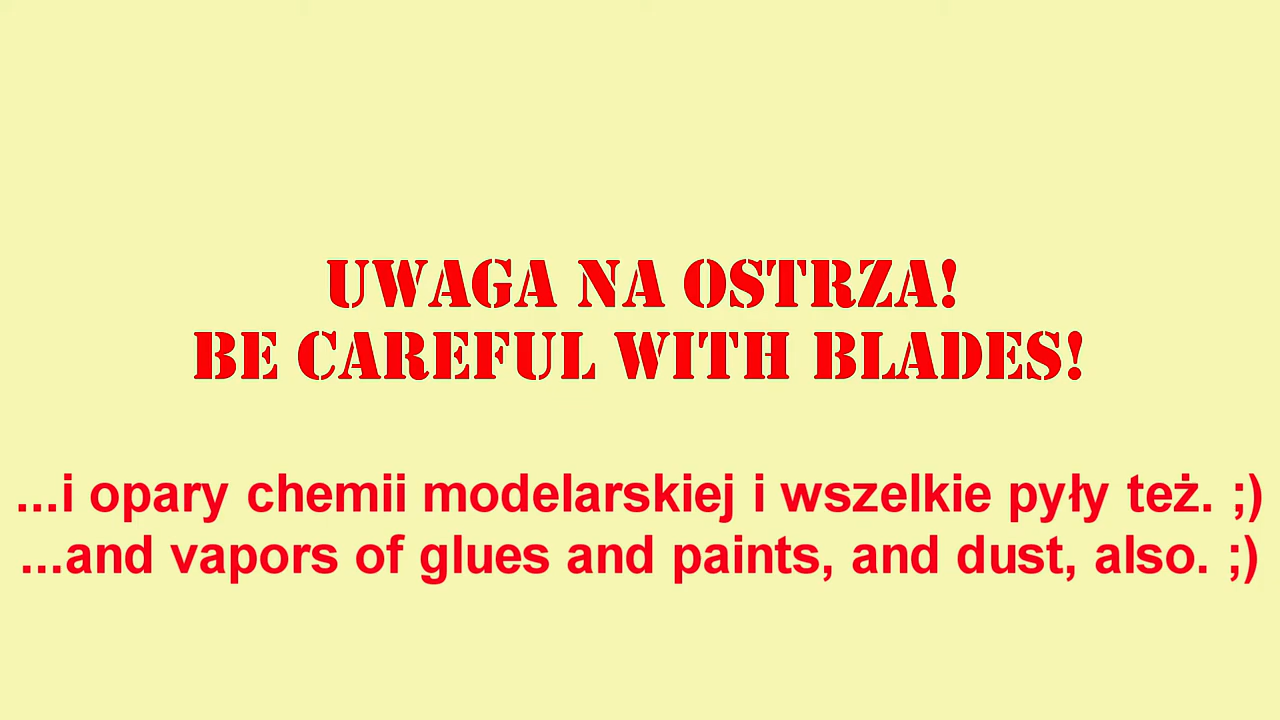 UWAGA NA OSTRZA!
BE CAREFUL WITH BLADES!
...i opary chemii modelarskiej i wszelkie pyły też. ;)
...and vapors of glues and paints, and dust, also. ;)